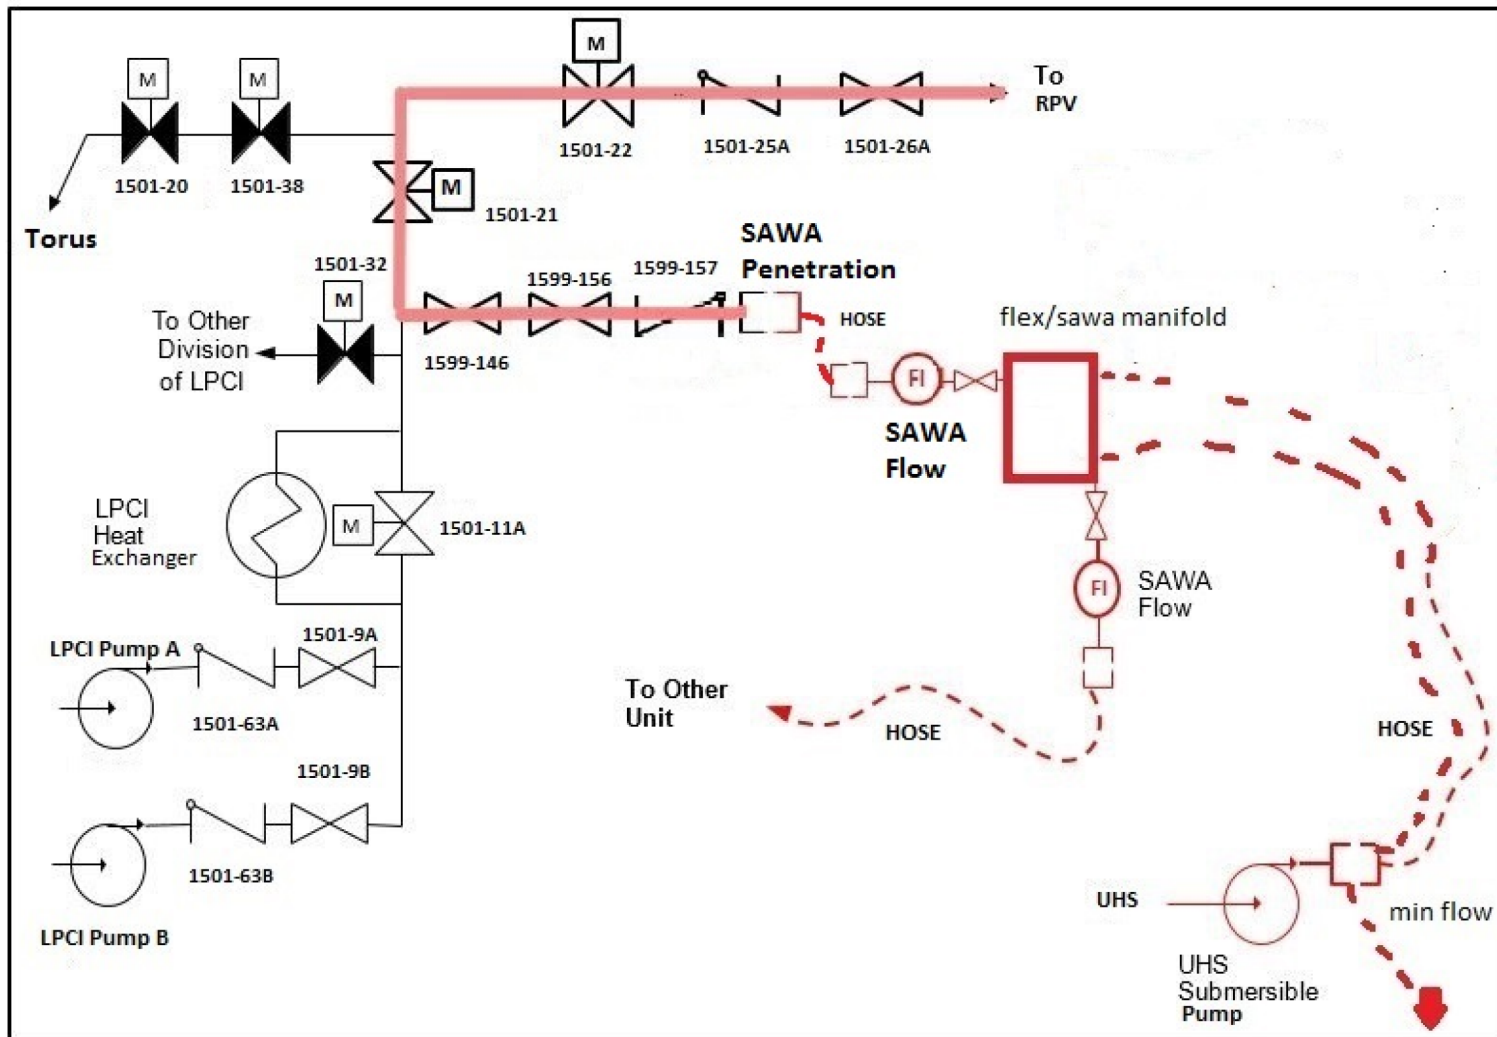 M
M
M
To
RPV
1501-20
1501-38
1501-22
1501-25A
1501-26A
M
1501-21
Torus
SAWA
Penetration
1501-32
1599-156
1599-157
M
To Other
Division
of LPCI
1599-146
HOSE
flex/sawa manifold
FI
SAWA
Flow
LPCI
Heat
Exchanger
M
1501-11A
FI
SAWA
Flow
1501-9A
LPCI Pump A
1501-63A
To Other
Unit
HOSE
HOSE
1501-9B
1501-63B
LPCI Pump B
UHS
min flow
UHS
Submersible
Pump